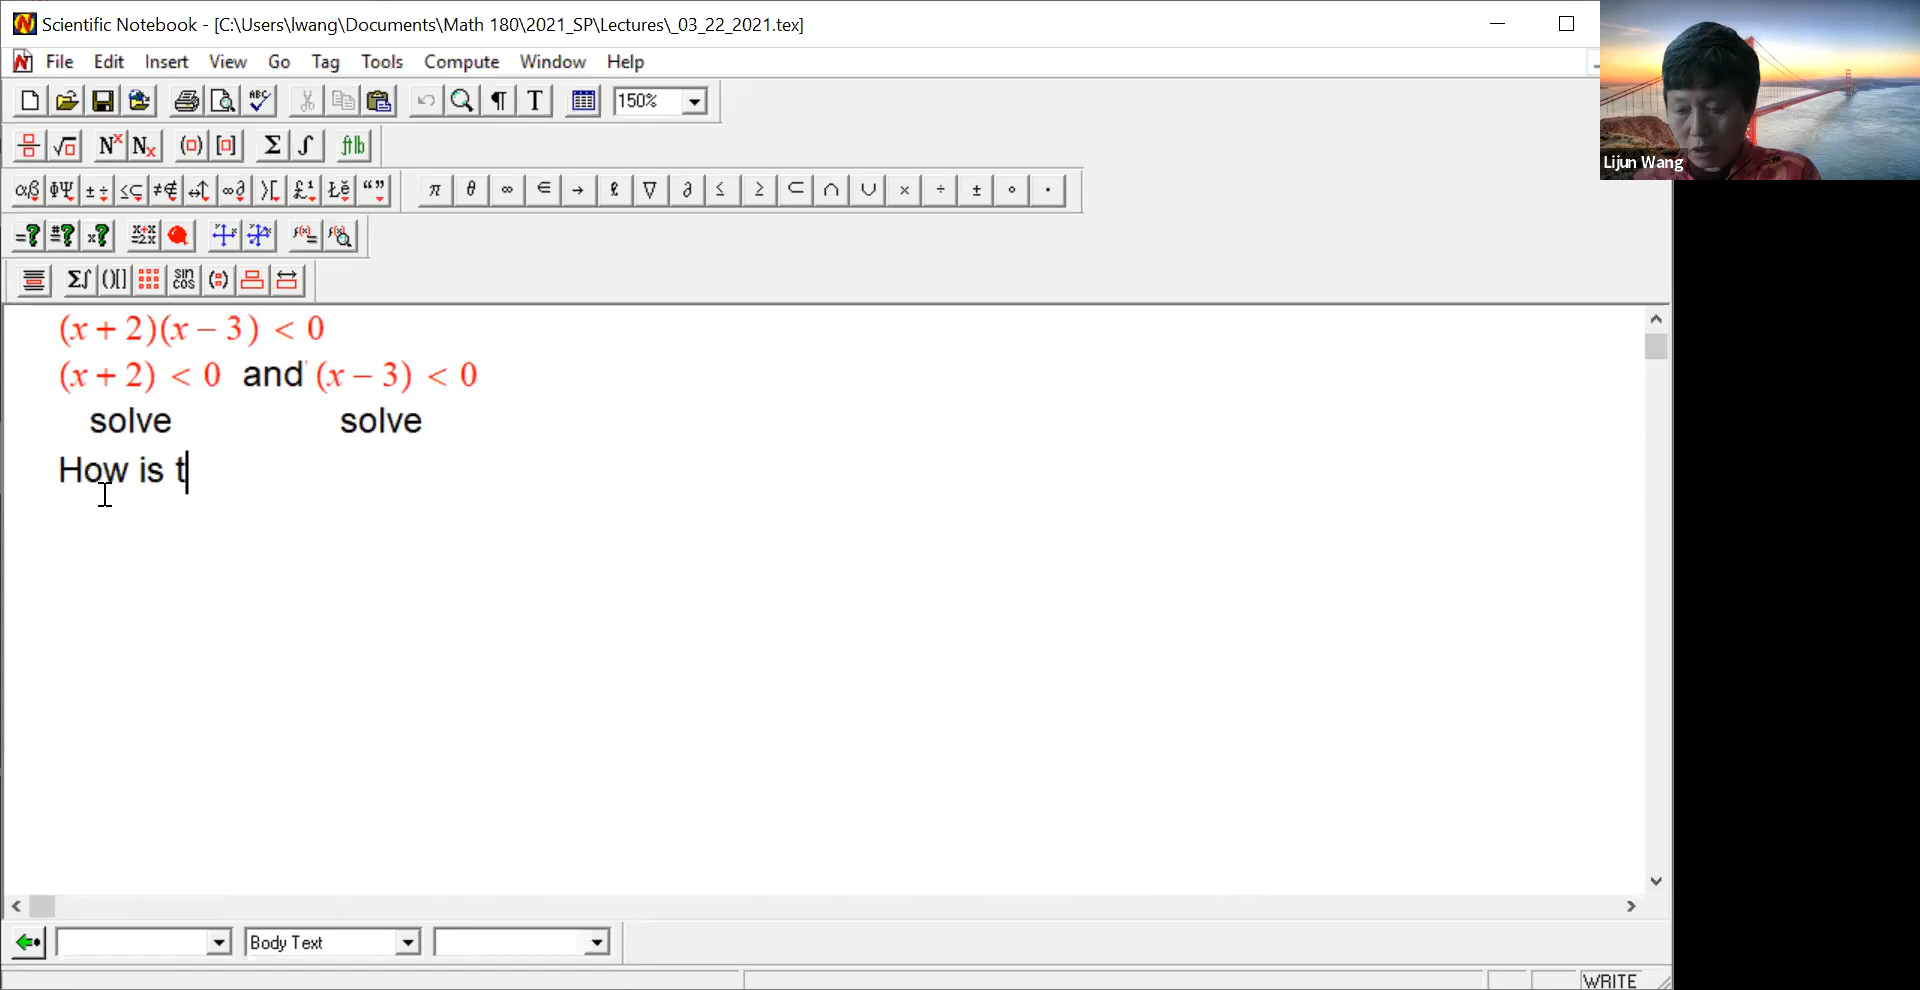 Scientific Notebook - [C:\Users\lwang\Documents\Math 180\2021_SP\Lectures\_03_22_2021.tex]
File Edit Insert View Go Tag Tools Compute Window Help
150%
(x + 2)(x − 3) < 0
(x + 2) < 0 and (x − 3) < 0
solve solve
How is t
Body Text
WRITE
Lijun Wang